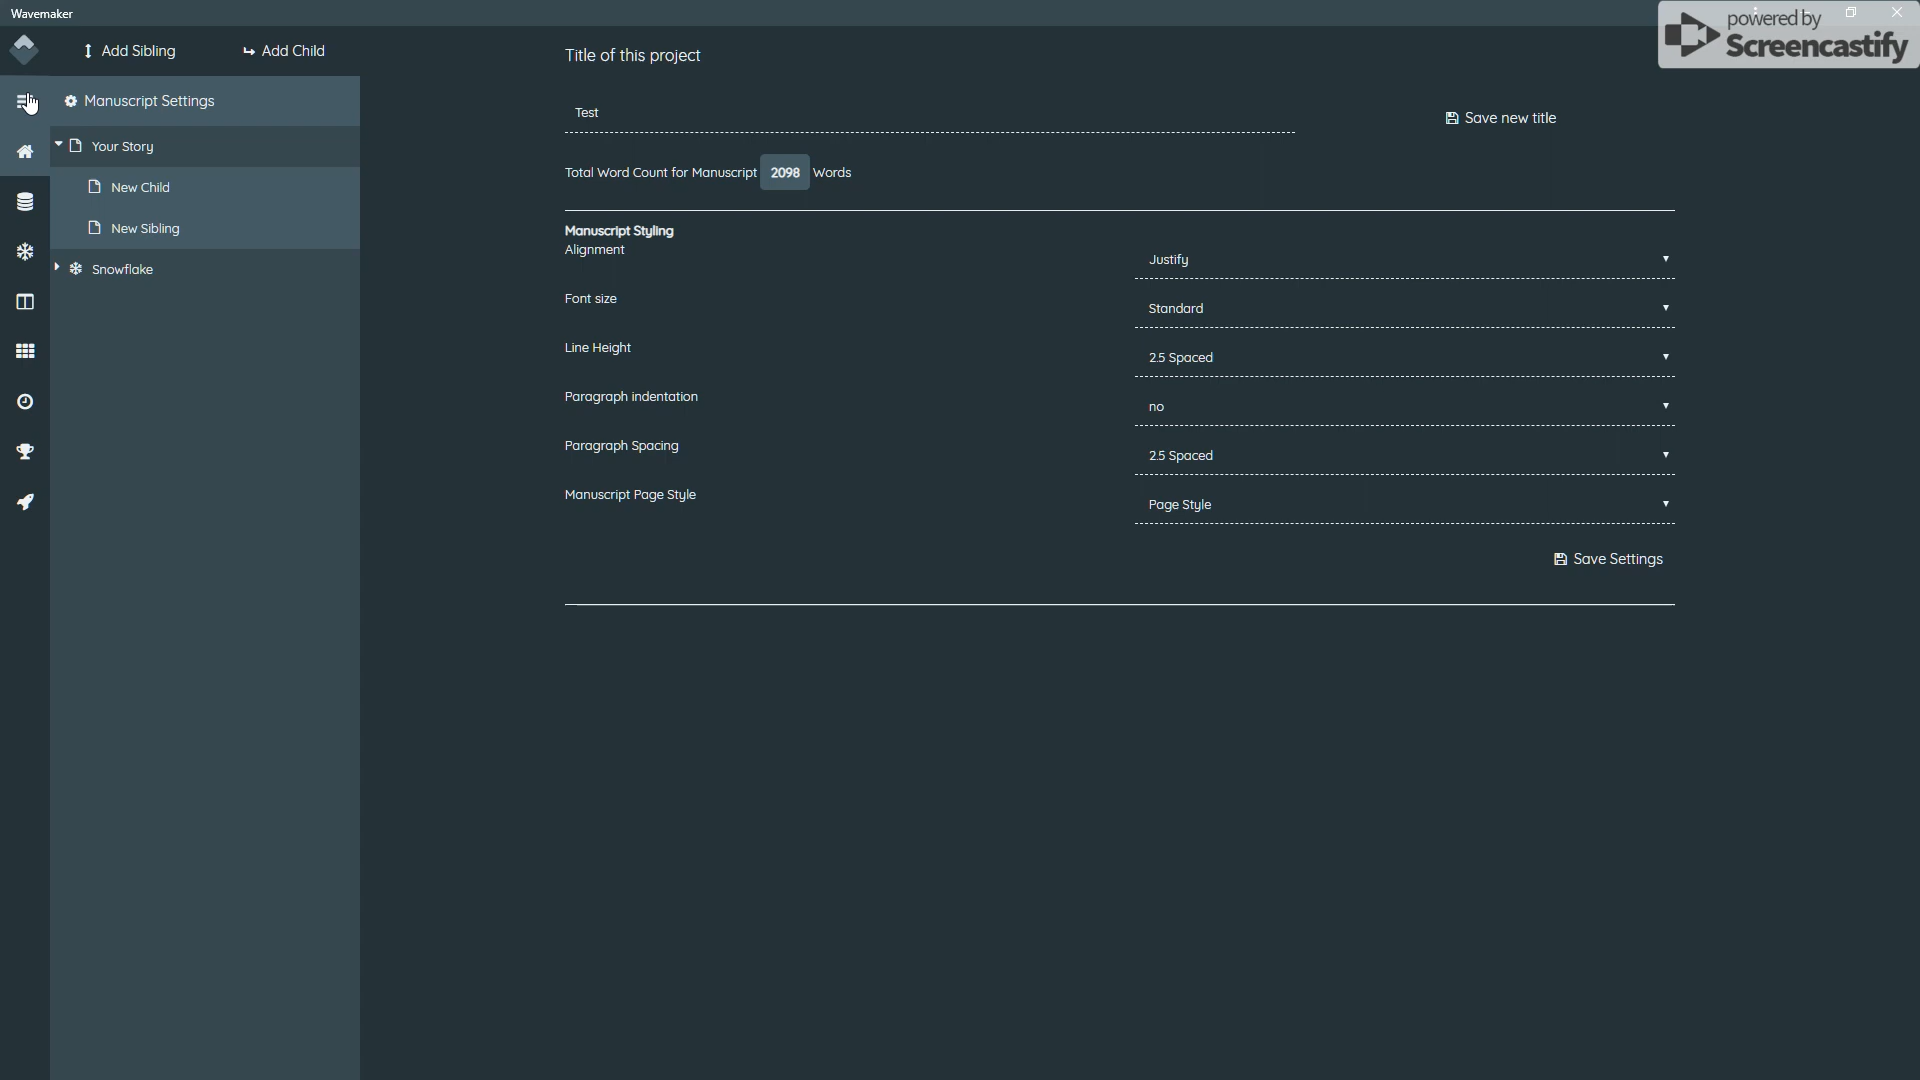 Wavemaker
powered by
Screencastify
Add Sibling
Add Child
Manuscript Settings
Your Story
New Child
New Sibling
Snowflake
Title of this project
Test
Save new title
Total Word Count for Manuscript 2098 Words
Manuscript Styling
Alignment
Justify
Font size
Standard
Line Height
2.5 Spaced
Paragraph indentation
no
Paragraph Spacing
2.5 Spaced
Manuscript Page Style
Page Style
Save Settings